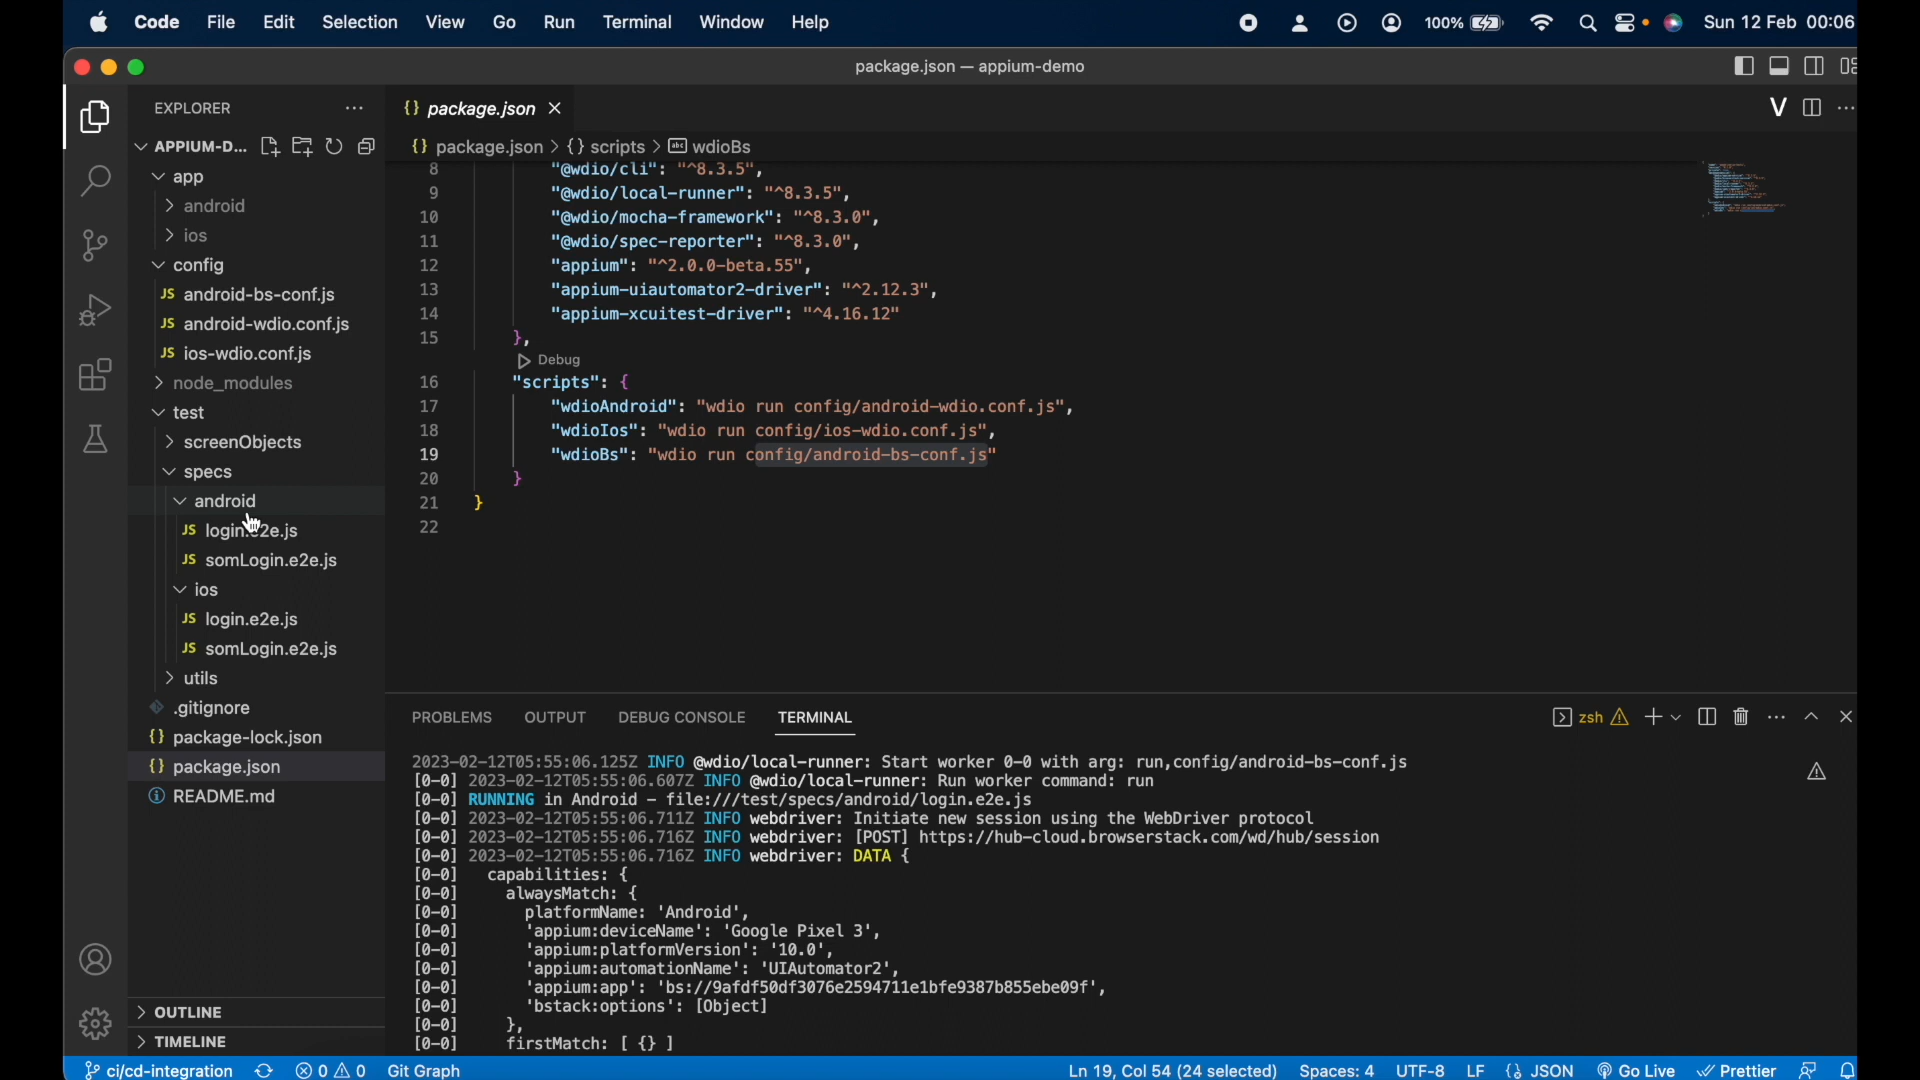 Code File Edit Selection View Go Run Terminal Window Help 100% Sun 12 Feb 00:06
package.json — appium-demo
EXPLORER ···
{} package.json ×
V ···
APPIUM-D...
{} package.json > {} scripts > abc wdioBs
app
android
ios
config
JS android-bs-conf.js
JS android-wdio.conf.js
JS ios-wdio.conf.js
node_modules
test
screenObjects
specs
android
JS login.e2e.js
JS somLogin.e2e.js
ios
JS login.e2e.js
JS somLogin.e2e.js
utils
.gitignore
{} package-lock.json
{} package.json
README.md
OUTLINE
TIMELINE
8 "@wdio/cli": "^8.3.5",
9 "@wdio/local-runner": "^8.3.5",
10 "@wdio/mocha-framework": "^8.3.0",
11 "@wdio/spec-reporter": "^8.3.0",
12 "appium": "^2.0.0-beta.55",
13 "appium-uiautomator2-driver": "^2.12.3",
14 "appium-xcuitest-driver": "^4.16.12"
15 },
Debug
16 "scripts": {
17 "wdioAndroid": "wdio run config/android-wdio.conf.js",
18 "wdioIos": "wdio run config/ios-wdio.conf.js",
19 "wdioBs": "wdio run config/android-bs-conf.js"
20 }
21 }
22
PROBLEMS OUTPUT DEBUG CONSOLE TERMINAL zsh ···
2023-02-12T05:55:06.125Z INFO @wdio/local-runner: Start worker 0-0 with arg: run,config/android-bs-conf.js
[0-0] 2023-02-12T05:55:06.607Z INFO @wdio/local-runner: Run worker command: run
[0-0] RUNNING in Android - file:///test/specs/android/login.e2e.js
[0-0] 2023-02-12T05:55:06.711Z INFO webdriver: Initiate new session using the WebDriver protocol
[0-0] 2023-02-12T05:55:06.716Z INFO webdriver: [POST] https://hub-cloud.browserstack.com/wd/hub/session
[0-0] 2023-02-12T05:55:06.716Z INFO webdriver: DATA {
[0-0] capabilities: {
[0-0] alwaysMatch: {
[0-0] platformName: 'Android',
[0-0] 'appium:deviceName': 'Google Pixel 3',
[0-0] 'appium:platformVersion': '10.0',
[0-0] 'appium:automationName': 'UIAutomator2',
[0-0] 'appium:app': 'bs://9afdf50df3076e2594711e1bfe9387b855ebe09f',
[0-0] 'bstack:options': [Object]
[0-0] },
[0-0] firstMatch: [ {} ]
ci/cd-integration 0 0 Git Graph Ln 19, Col 54 (24 selected) Spaces: 4 UTF-8 LF {} JSON Go Live Prettier